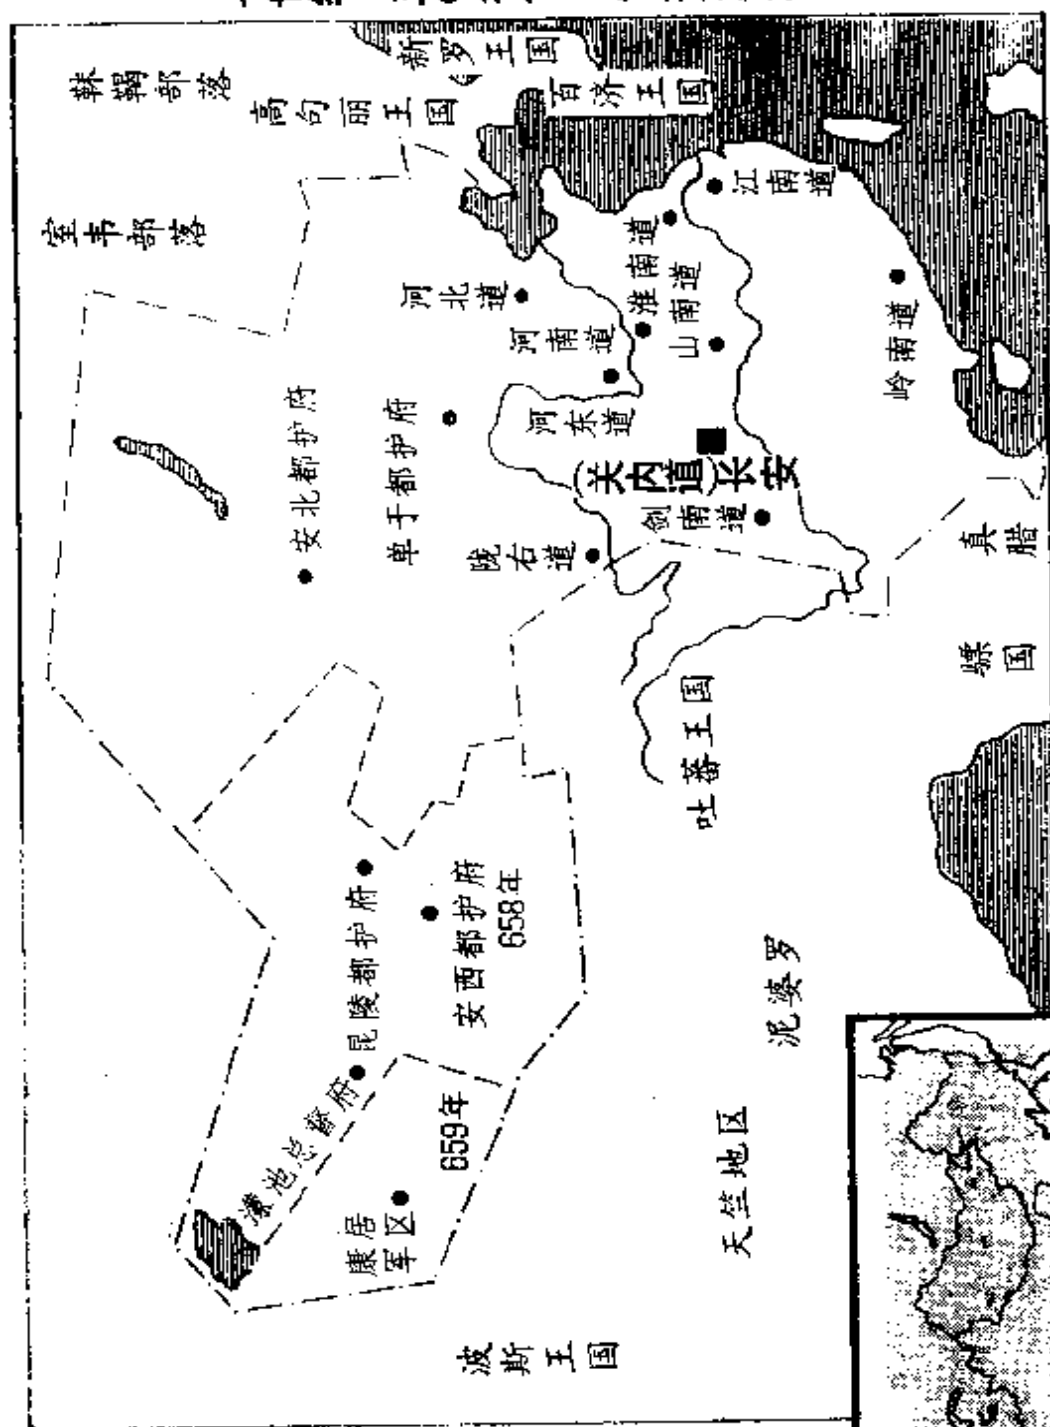 靺鞨部落
室韦部落
高句丽王国
新罗王国
百济王国
安北都护府
单于都护府
河北道
河南道
河东道
淮南道
山南道
江南道
岭南道
(关内道)长安
剑南道
陇右道
吐蕃王国
真腊
骠国
昆陵都护府
安西都护府
658年
濛池总督府
康居
军区
659年
泥婆罗
天竺地区
波斯王国